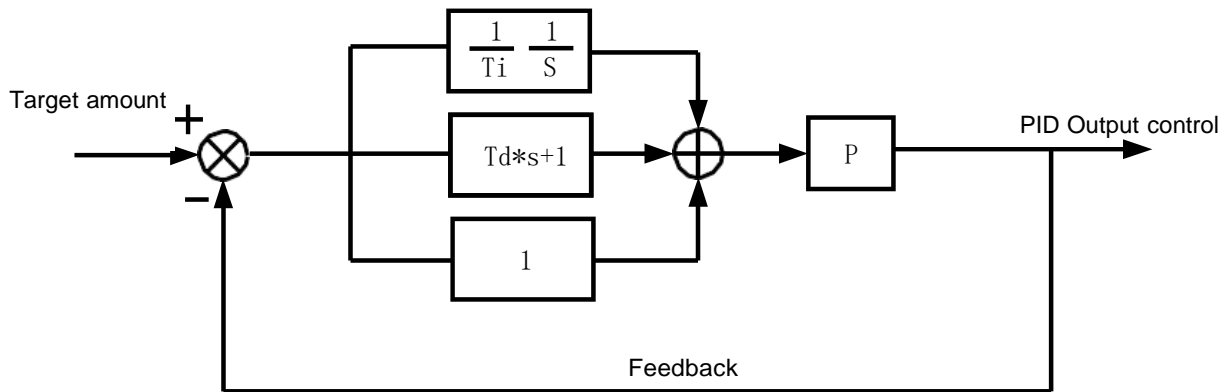 1 1
Ti S
Target amount
+
Td*s+1
P
PID Output control
−
1
Feedback